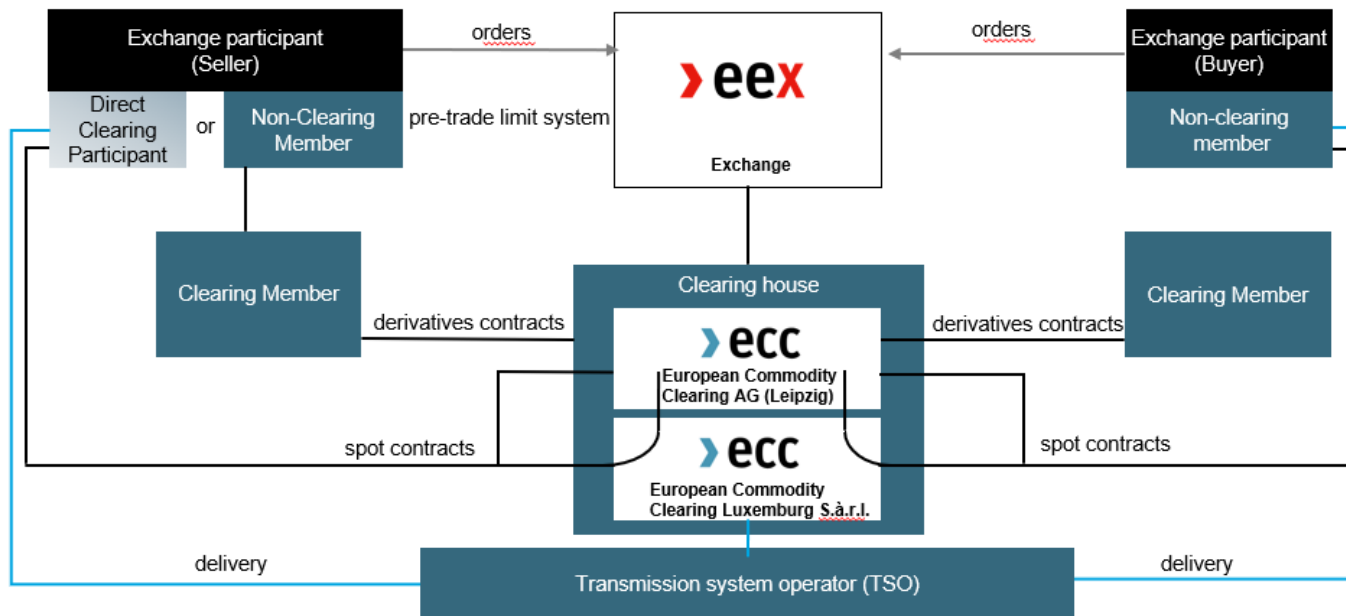 Exchange participant
(Seller)
orders
eex
Exchange
orders
Exchange participant
(Buyer)
Direct
Clearing
Participant
or
Non-Clearing
Member
pre-trade limit system
Non-clearing
member
Clearing Member
Clearing house
Clearing Member
derivatives contracts
ecc
European Commodity
Clearing AG (Leipzig)
derivatives contracts
spot contracts
ecc
European Commodity
Clearing Luxemburg S.à.r.l.
spot contracts
delivery
Transmission system operator (TSO)
delivery